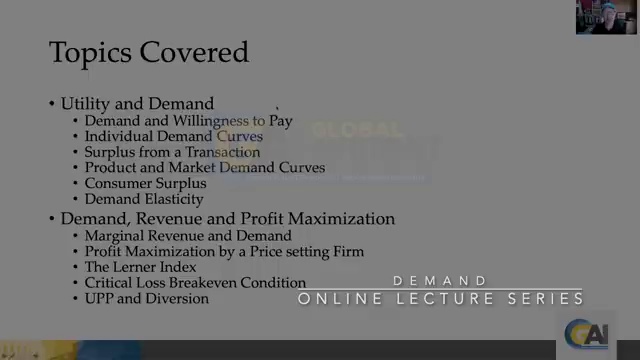 Topics Covered
• Utility and Demand
• Demand and Willingness to Pay
• Individual Demand Curves
• Surplus from a Transaction
• Product and Market Demand Curves
• Consumer Surplus
• Demand Elasticity
• Demand, Revenue and Profit Maximization
• Marginal Revenue and Demand
• Profit Maximization by a Price setting Firm
• The Lerner Index
• Critical Loss Breakeven Condition
• UPP and Diversion
GLOBAL
DEMAND
ONLINE LECTURE SERIES
GAI